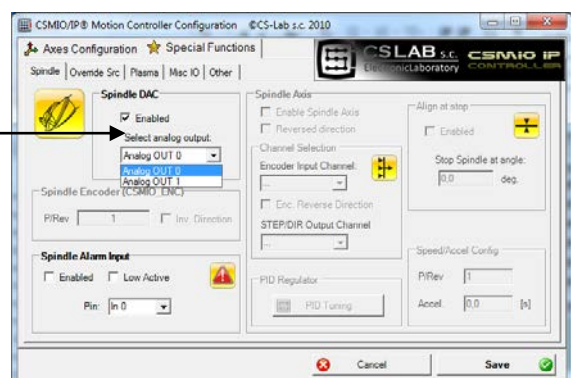 CSMIO/IP® Motion Controller Configuration ©CS-Lab s.c. 2010
Axes Configuration Special Functions
CSLAB s.c.
ElectronicLaboratory
CSMIO IP
CONTROLLER
Spindle Override Src Plasma Misc IO Other
Spindle DAC
Enabled
Select analog output:
Analog OUT 0
Analog OUT 0
Analog OUT 1
Spindle Encoder (CSMIO_ENC)
P/Rev 1 Inv. Direction
Spindle Alarm Input
Enabled Low Active
Pin: In 0
Spindle Axis
Enable Spindle Axis
Reversed direction
Channel Selection
Encoder Input Channel:
...
Enc. Reverse Direction
STEP/DIR Output Channel
...
PID Regulator
PID Tuning
Align at stop
Enabled
Stop Spindle at angle:
0,0 deg.
Speed/Accel Config
P/Rev 1
Accel. 0,0 [s]
Cancel Save